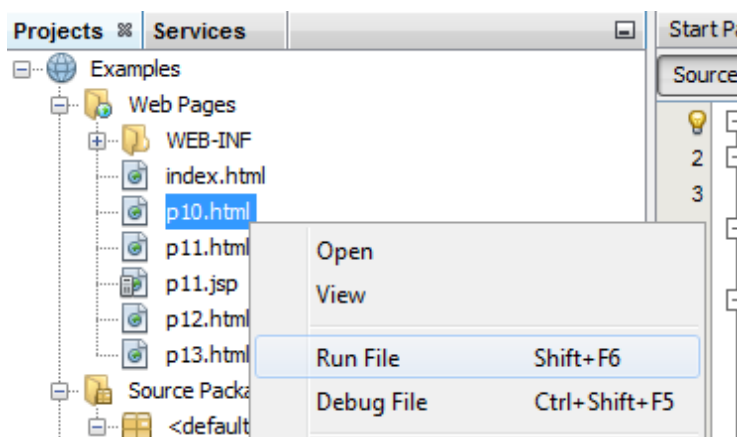 Projects Services
Start Pa
Examples
Source
Web Pages
WEB-INF
index.html
2
p10.html
3
p11.html
Open
p11.jsp
View
p12.html
p13.html
Run File Shift+F6
Source Packa
Debug File Ctrl+Shift+F5
<default